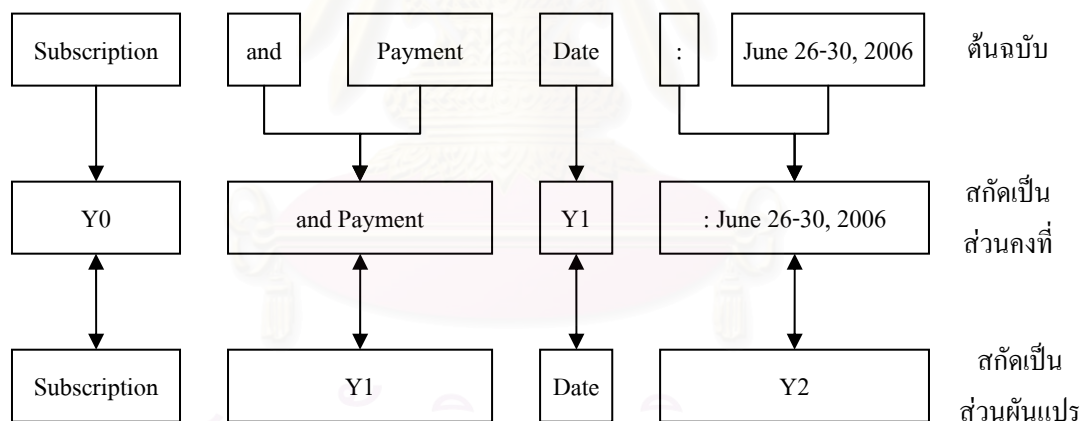 Subscription and Payment Date : June 26-30, 2006 ต้นฉบับ
Y0 and Payment Y1 : June 26-30, 2006 สกัดเป็น
ส่วนคงที่
Subscription Y1 Date Y2 สกัดเป็น
ส่วนผันแปร